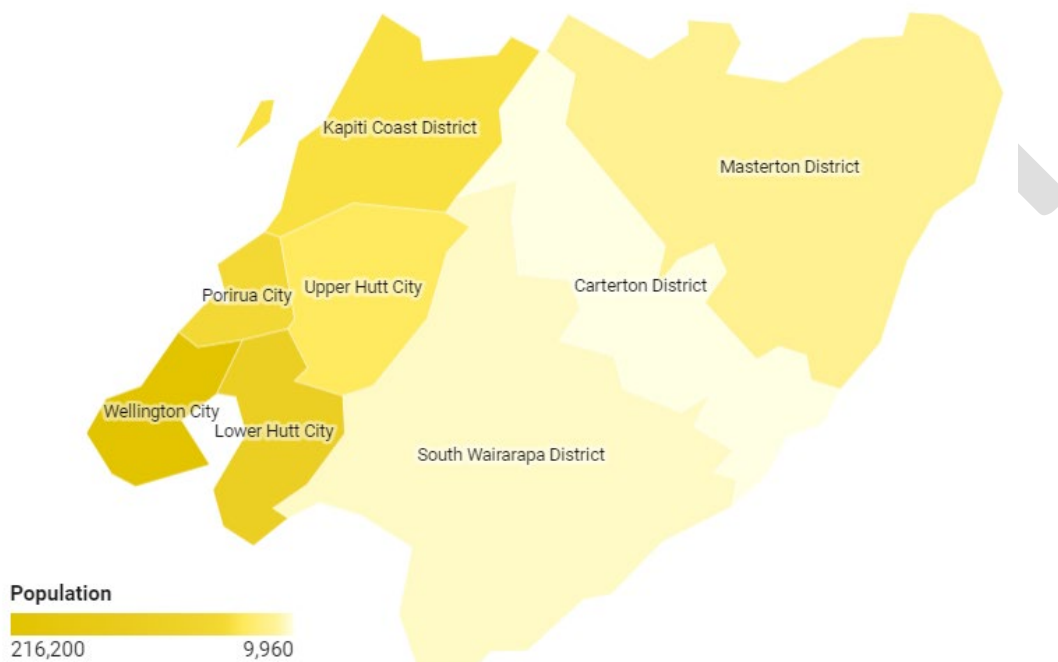 Kapiti Coast District
Masterton District
Carterton District
Upper Hutt City
Porirua City
Wellington City
Lower Hutt City
South Wairarapa District
Population
216,200 9,960